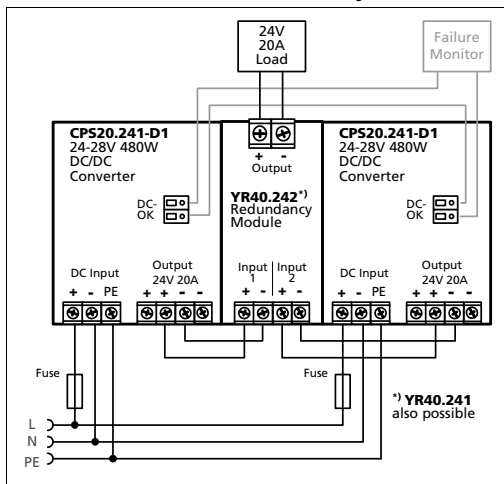 24V
20A
Load
Failure
Monitor
CPS20.241-D1
24-28V 480W
DC/DC
Converter
DC-
OK
DC Input
+ - PE
Output
24V 20A
+ + - -
+ -
Output
YR40.242*)
Redundancy
Module
Input
1
Input
2
+ - + -
CPS20.241-D1
24-28V 480W
DC/DC
Converter
DC-
OK
DC Input
+ - PE
Output
24V 20A
+ + - -
Fuse
Fuse
*) YR40.241
also possible
L
N
PE